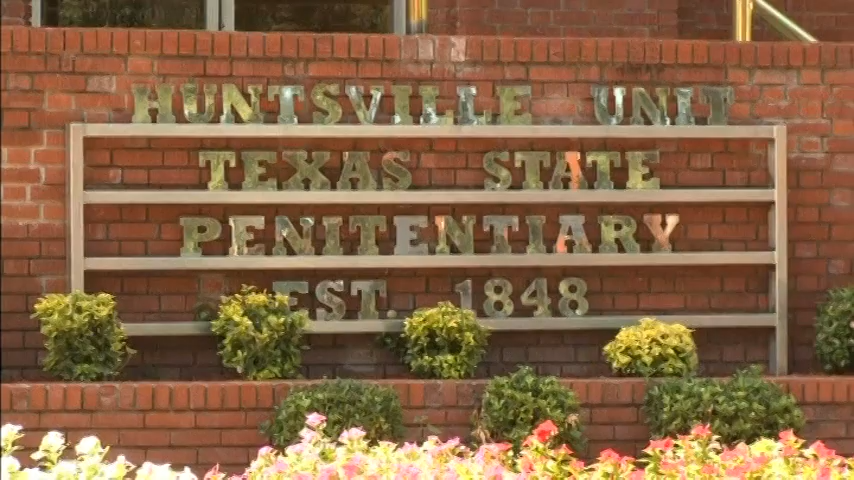 HUNTSVILLE UNIT
TEXAS STATE
PENITENTIARY
EST. 1848